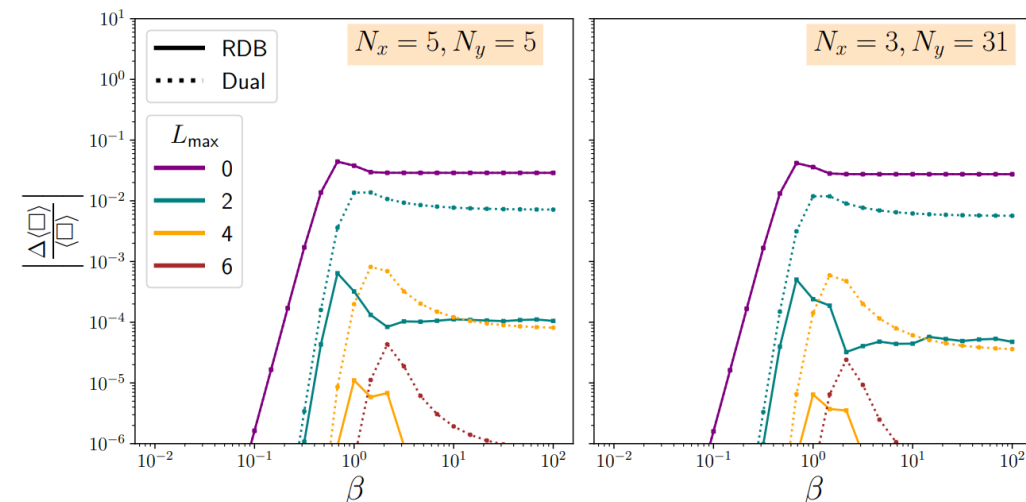 10^1
10^0
10^-1
10^-2
10^-3
10^-4
10^-5
10^-6
|Δ⟨□⟩/⟨□⟩|
RDB
Dual
L_max
0
2
4
6
N_x = 5, N_y = 5
10^-2
10^-1
10^0
10^1
10^2
β
N_x = 3, N_y = 31
10^-2
10^-1
10^0
10^1
10^2
β